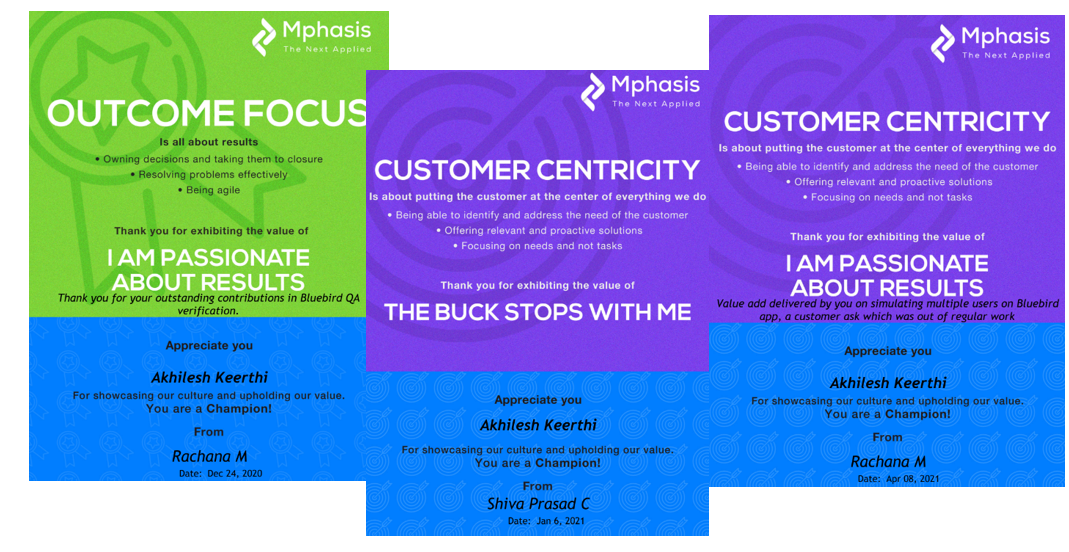 Mphasis
The Next Applied
OUTCOME FOCUS
Is all about results
• Owning decisions and taking them to closure
• Resolving problems effectively
• Being agile
Thank you for exhibiting the value of
I AM PASSIONATE
ABOUT RESULTS
Thank you for your outstanding contributions in Bluebird QA
verification.
Appreciate you
Akhilesh Keerthi
For showcasing our culture and upholding our value.
You are a Champion!
From
Rachana M
Date: Dec 24, 2020
Mphasis
The Next Applied
CUSTOMER CENTRICITY
Is about putting the customer at the center of everything we do
• Being able to identify and address the need of the customer
• Offering relevant and proactive solutions
• Focusing on needs and not tasks
Thank you for exhibiting the value of
THE BUCK STOPS WITH ME
Appreciate you
Akhilesh Keerthi
For showcasing our culture and upholding our value.
You are a Champion!
From
Shiva Prasad C
Date: Jan 6, 2021
Mphasis
The Next Applied
CUSTOMER CENTRICITY
Is about putting the customer at the center of everything we do
• Being able to identify and address the need of the customer
• Offering relevant and proactive solutions
• Focusing on needs and not tasks
Thank you for exhibiting the value of
I AM PASSIONATE
ABOUT RESULTS
Value add delivered by you on simulating multiple users on Bluebird
app, a customer ask which was out of regular work
Appreciate you
Akhilesh Keerthi
For showcasing our culture and upholding our value.
You are a Champion!
From
Rachana M
Date: Apr 08, 2021